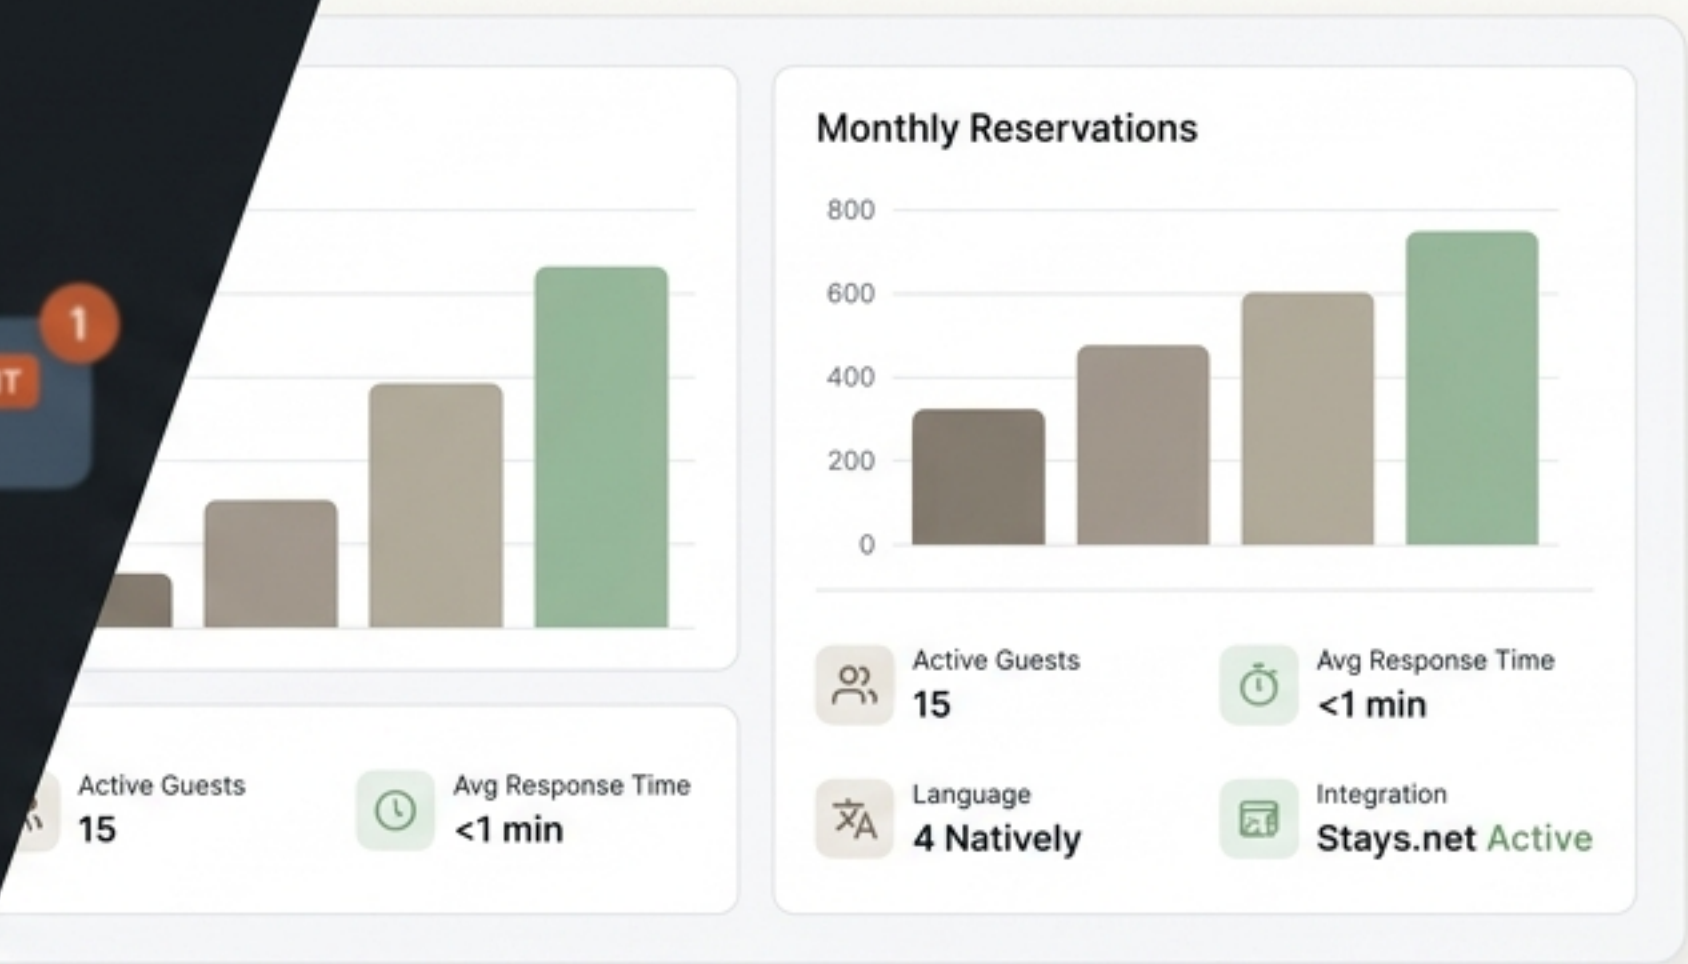 1
IT
Active Guests
15
Avg Response Time
<1 min
Monthly Reservations
800
600
400
200
0
Active Guests
15
Avg Response Time
<1 min
Language
4 Natively
Integration
Stays.net Active